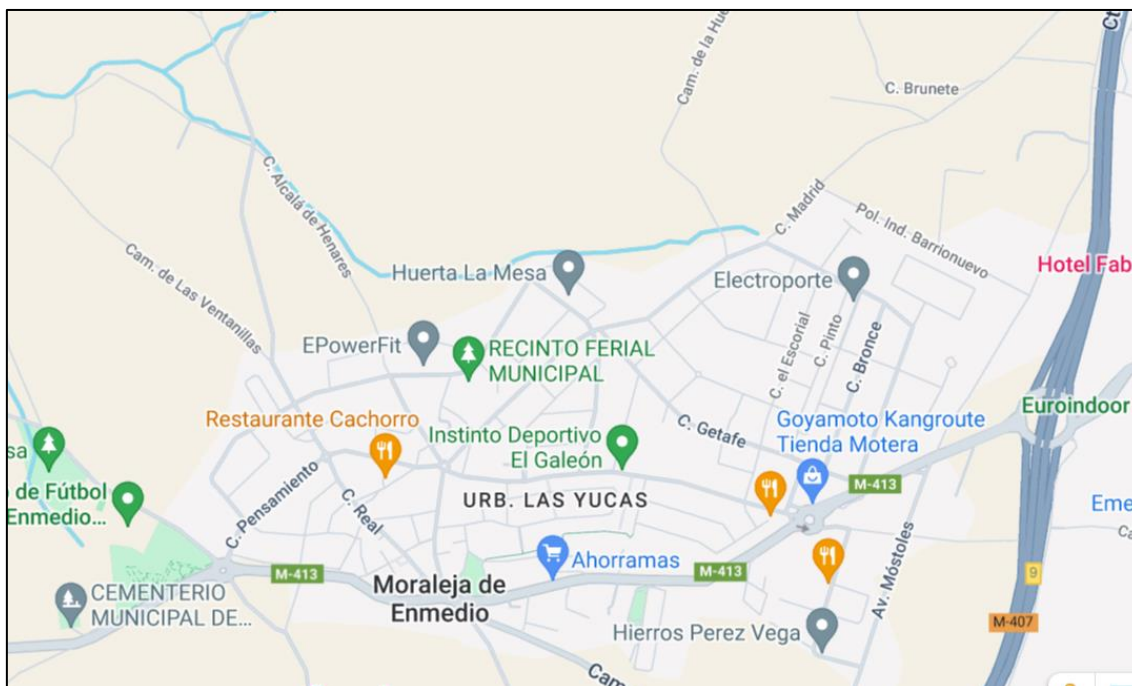 Ct
Cam. de la Hue
C. Brunete
C. Alcalá de Henares
C. Madrid
Pol. Ind. Barrionuevo
Cam. de Las Ventanillas
Huerta La Mesa
Electroporte
Hotel Fab
EPowerFit
RECINTO FERIAL
MUNICIPAL
C. el Escorial
C. Pinto
C. Bronce
Euroindoor
Restaurante Cachorro
C. Getafe
Goyamoto Kangroute
Tienda Motera
Instinto Deportivo
El Galeón
sa
C. Pensamiento
M-413
o de Fútbol
Enmedio...
URB. LAS YUCAS
Eme
C. Real
Ca
Ahorramas
M-413
M-413
Av. Móstoles
9
Moraleja de
Enmedio
CEMENTERIO
MUNICIPAL DE...
M-407
Hierros Perez Vega
Cam